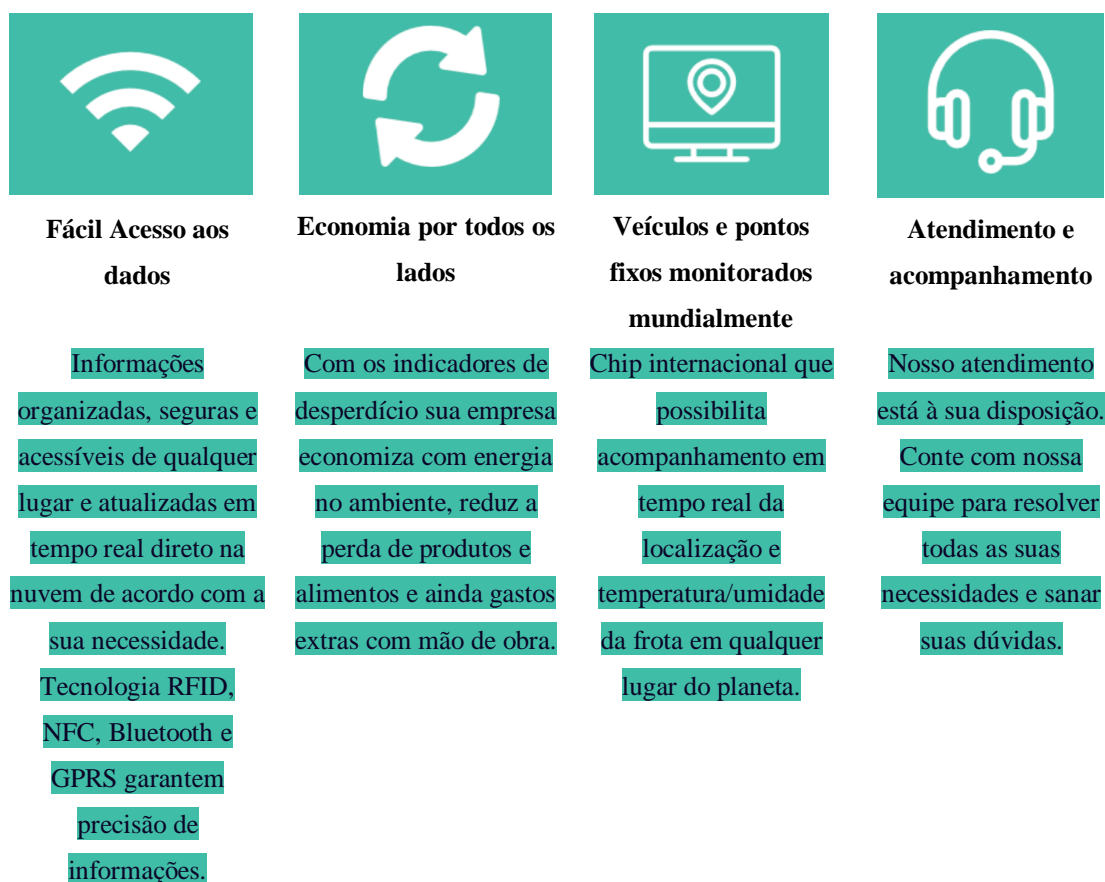 Fácil Acesso aos
dados
Informações
organizadas, seguras e
acessíveis de qualquer
lugar e atualizadas em
tempo real direto na
nuvem de acordo com a
sua necessidade.
Tecnologia RFID,
NFC, Bluetooth e
GPRS garantem
precisão de
informações.
Economia por todos os
lados
Com os indicadores de
desperdício sua empresa
economiza com energia
no ambiente, reduz a
perda de produtos e
alimentos e ainda gastos
extras com mão de obra.
Veículos e pontos
fixos monitorados
mundialmente
Chip internacional que
possibilita
acompanhamento em
tempo real da
localização e
temperatura/umidade
da frota em qualquer
lugar do planeta.
Atendimento e
acompanhamento
Nosso atendimento
está à sua disposição.
Conte com nossa
equipe para resolver
todas as suas
necessidades e sanar
suas dúvidas.